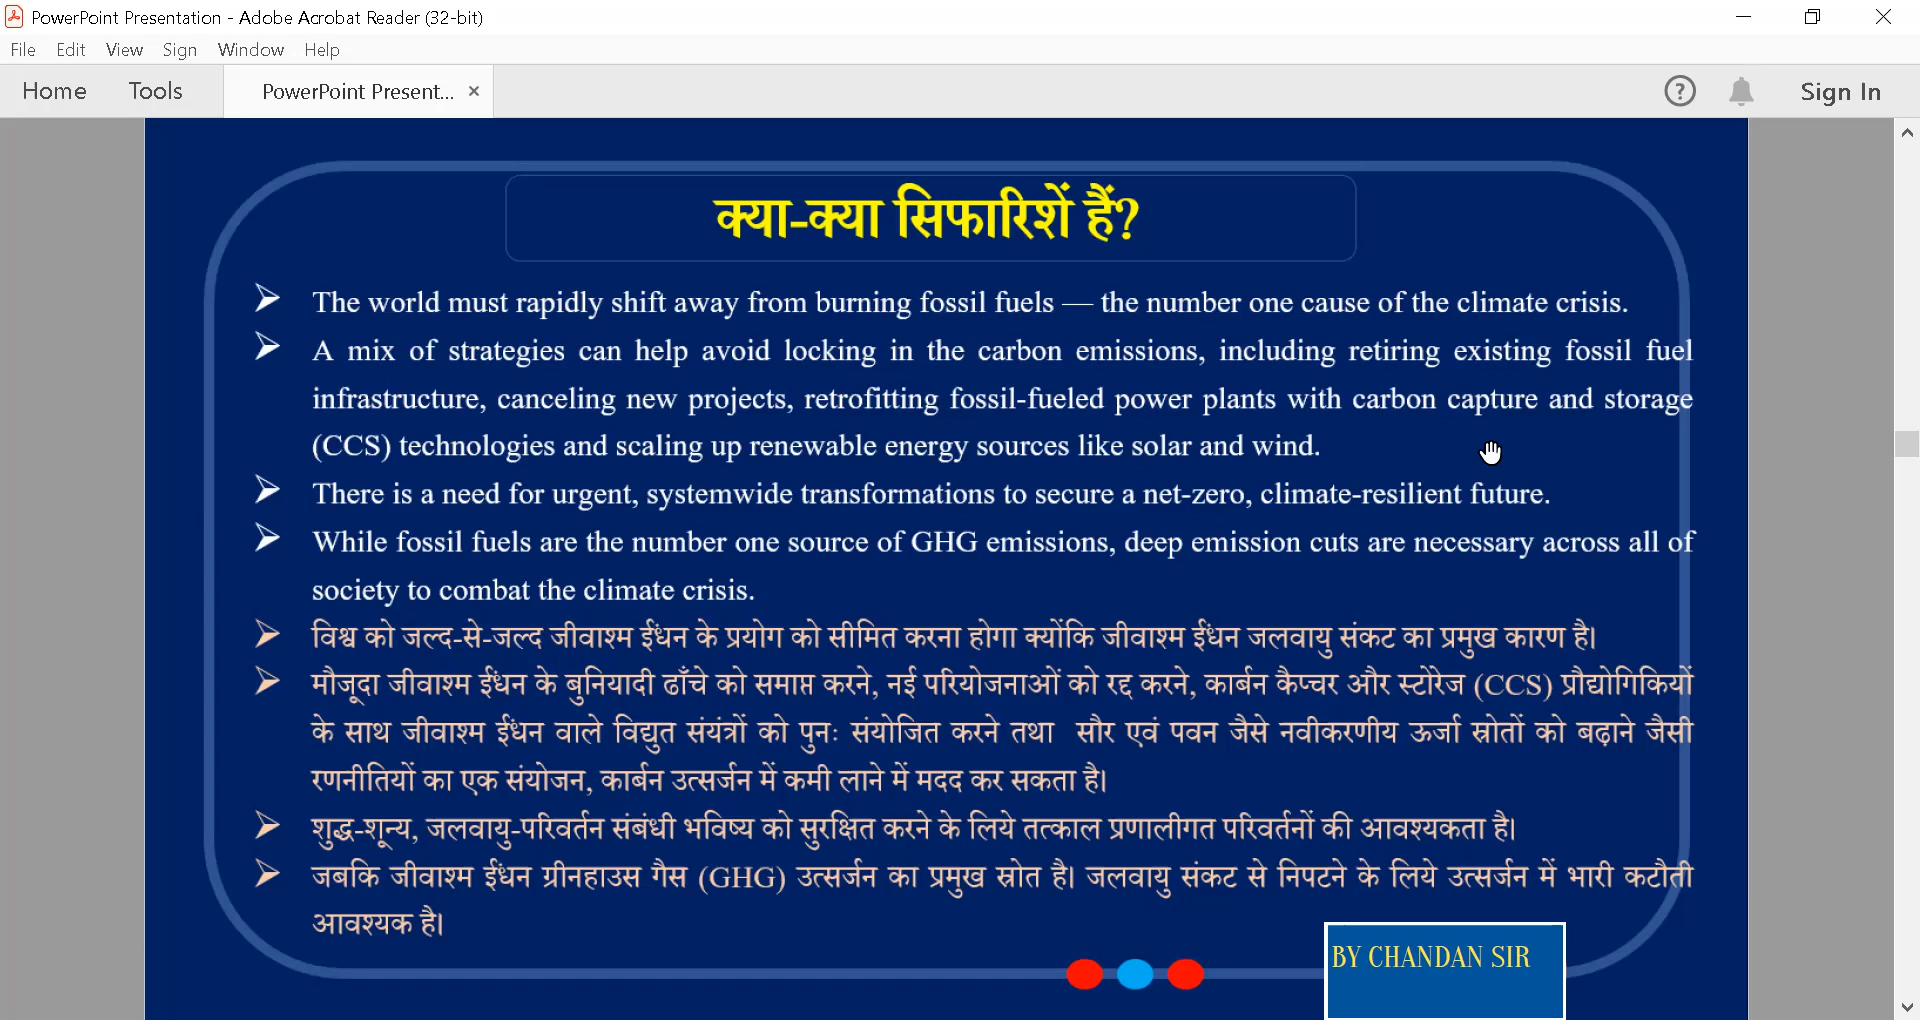 PowerPoint Presentation - Adobe Acrobat Reader (32-bit)
File Edit View Sign Window Help
Home Tools PowerPoint Present... × ? Sign In
क्या-क्या सिफारिशें हैं?
➢ The world must rapidly shift away from burning fossil fuels — the number one cause of the climate crisis.
➢ A mix of strategies can help avoid locking in the carbon emissions, including retiring existing fossil fuel
infrastructure, canceling new projects, retrofitting fossil-fueled power plants with carbon capture and storage
(CCS) technologies and scaling up renewable energy sources like solar and wind.
➢ There is a need for urgent, systemwide transformations to secure a net-zero, climate-resilient future.
➢ While fossil fuels are the number one source of GHG emissions, deep emission cuts are necessary across all of
society to combat the climate crisis.
➢ विश्व को जल्द-से-जल्द जीवाश्म ईंधन के प्रयोग को सीमित करना होगा क्योंकि जीवाश्म ईंधन जलवायु संकट का प्रमुख कारण है।
➢ मौजूदा जीवाश्म ईंधन के बुनियादी ढाँचे को समाप्त करने, नई परियोजनाओं को रद्द करने, कार्बन कैप्चर और स्टोरेज (CCS) प्रौद्योगिकियों
के साथ जीवाश्म ईंधन वाले विद्युत संयंत्रों को पुनः संयोजित करने तथा सौर एवं पवन जैसे नवीकरणीय ऊर्जा स्रोतों को बढ़ाने जैसी
रणनीतियों का एक संयोजन, कार्बन उत्सर्जन में कमी लाने में मदद कर सकता है।
➢ शुद्ध-शून्य, जलवायु-परिवर्तन संबंधी भविष्य को सुरक्षित करने के लिये तत्काल प्रणालीगत परिवर्तनों की आवश्यकता है।
➢ जबकि जीवाश्म ईंधन ग्रीनहाउस गैस (GHG) उत्सर्जन का प्रमुख स्रोत है। जलवायु संकट से निपटने के लिये उत्सर्जन में भारी कटौती
आवश्यक है।
BY CHANDAN SIR